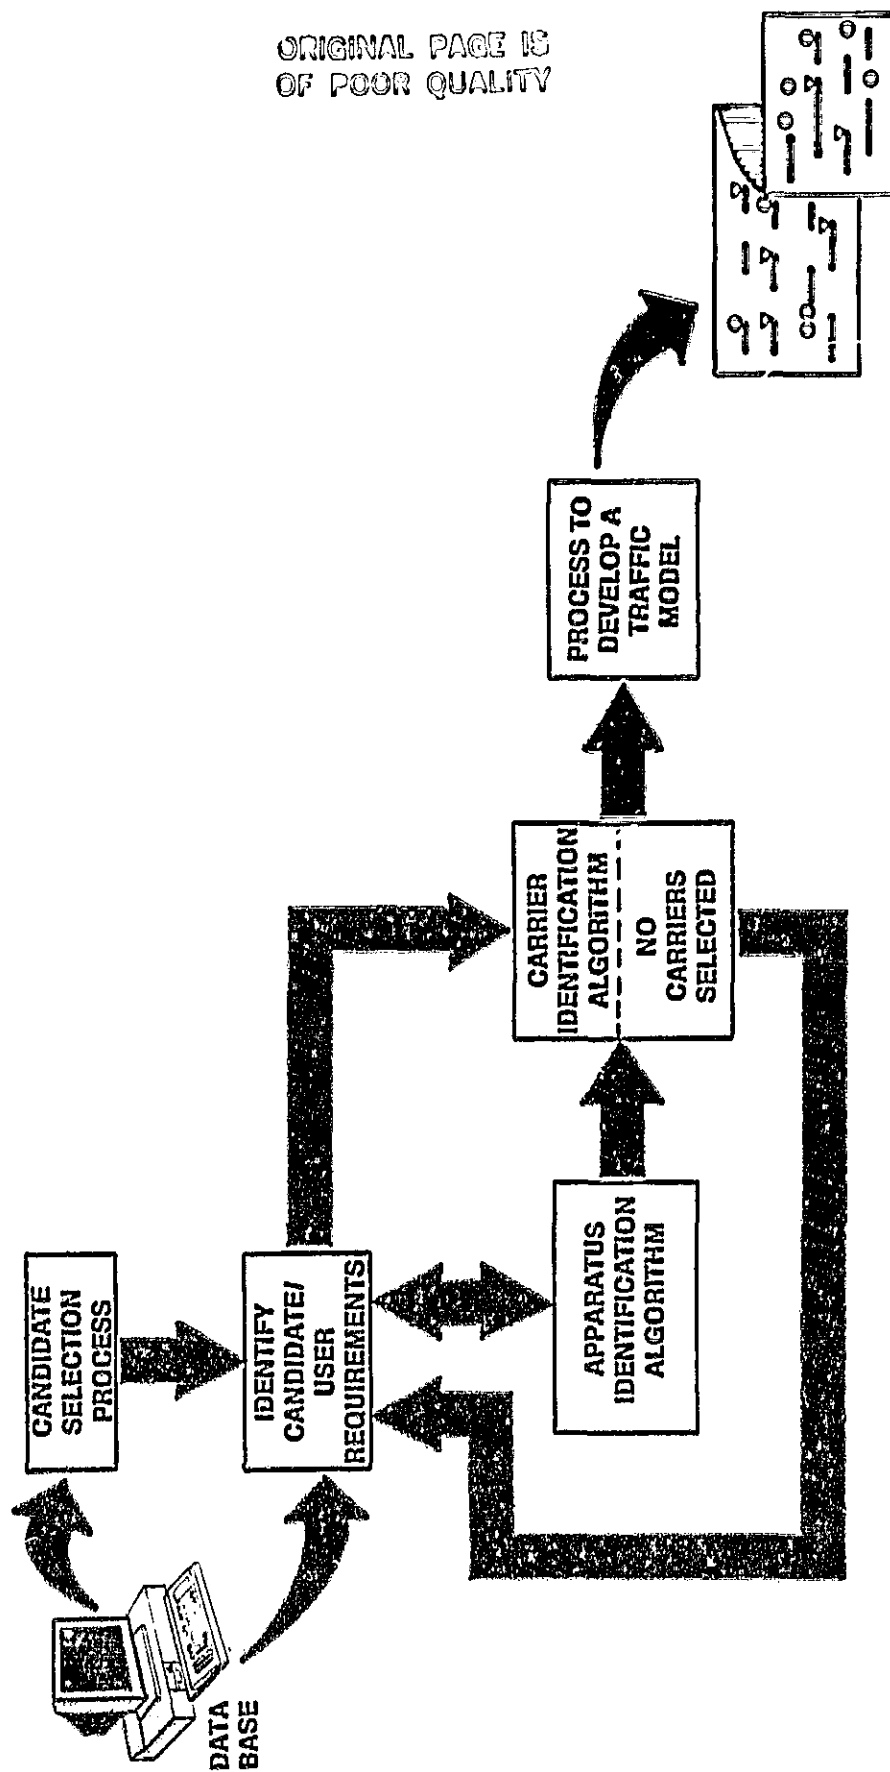 ORIGINAL PAGE IS
OF POOR QUALITY
DATA
BASE
CANDIDATE
SELECTION
PROCESS
IDENTIFY
CANDIDATE/
USER
REQUIREMENTS
APPARATUS
IDENTIFICATION
ALGORITHM
CARRIER
IDENTIFICATION
ALGORITHM
NO
CARRIERS
SELECTED
PROCESS TO
DEVELOP A
TRAFFIC
MODEL